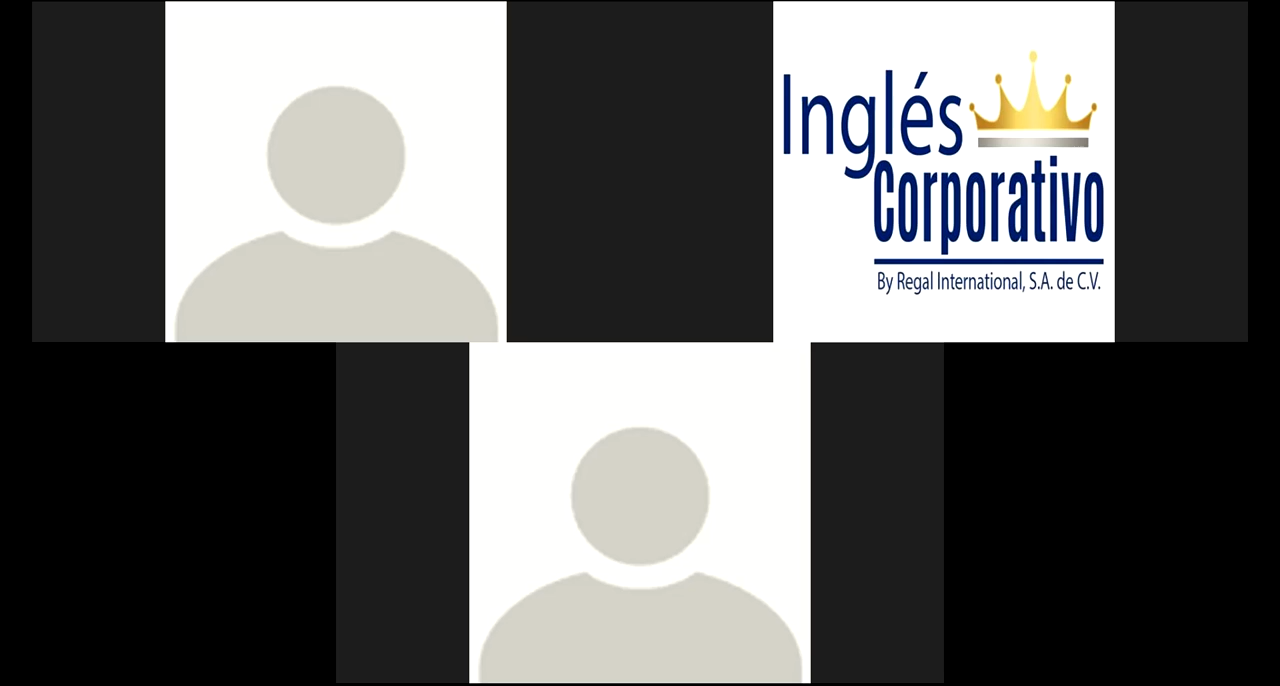 Inglés
Corporativo
By Regal International, S.A. de C.V.